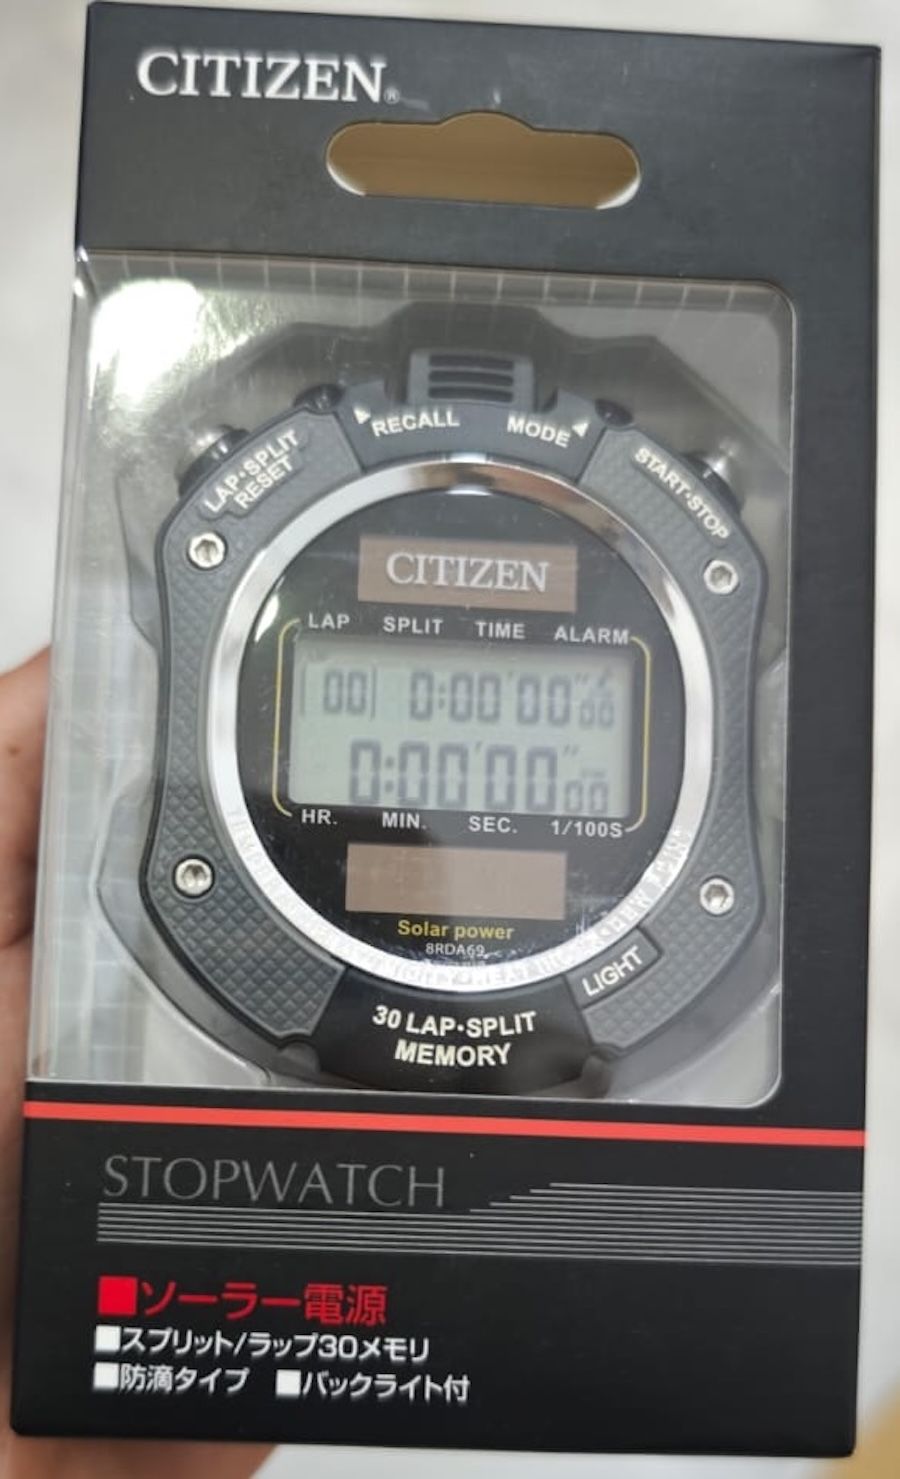 CITIZEN®
RECALL
MODE
LAP·SPLIT
RESET
START·STOP
CITIZEN
LAP SPLIT TIME ALARM
00 0:00'00"00
0:00'00"00
HR. MIN. SEC. 1/100S
Solar power
8RDA69
LIGHT
30 LAP·SPLIT
MEMORY
STOPWATCH
■ソーラー電源
■スプリット/ラップ30メモリ
■防滴タイプ ■バックライト付